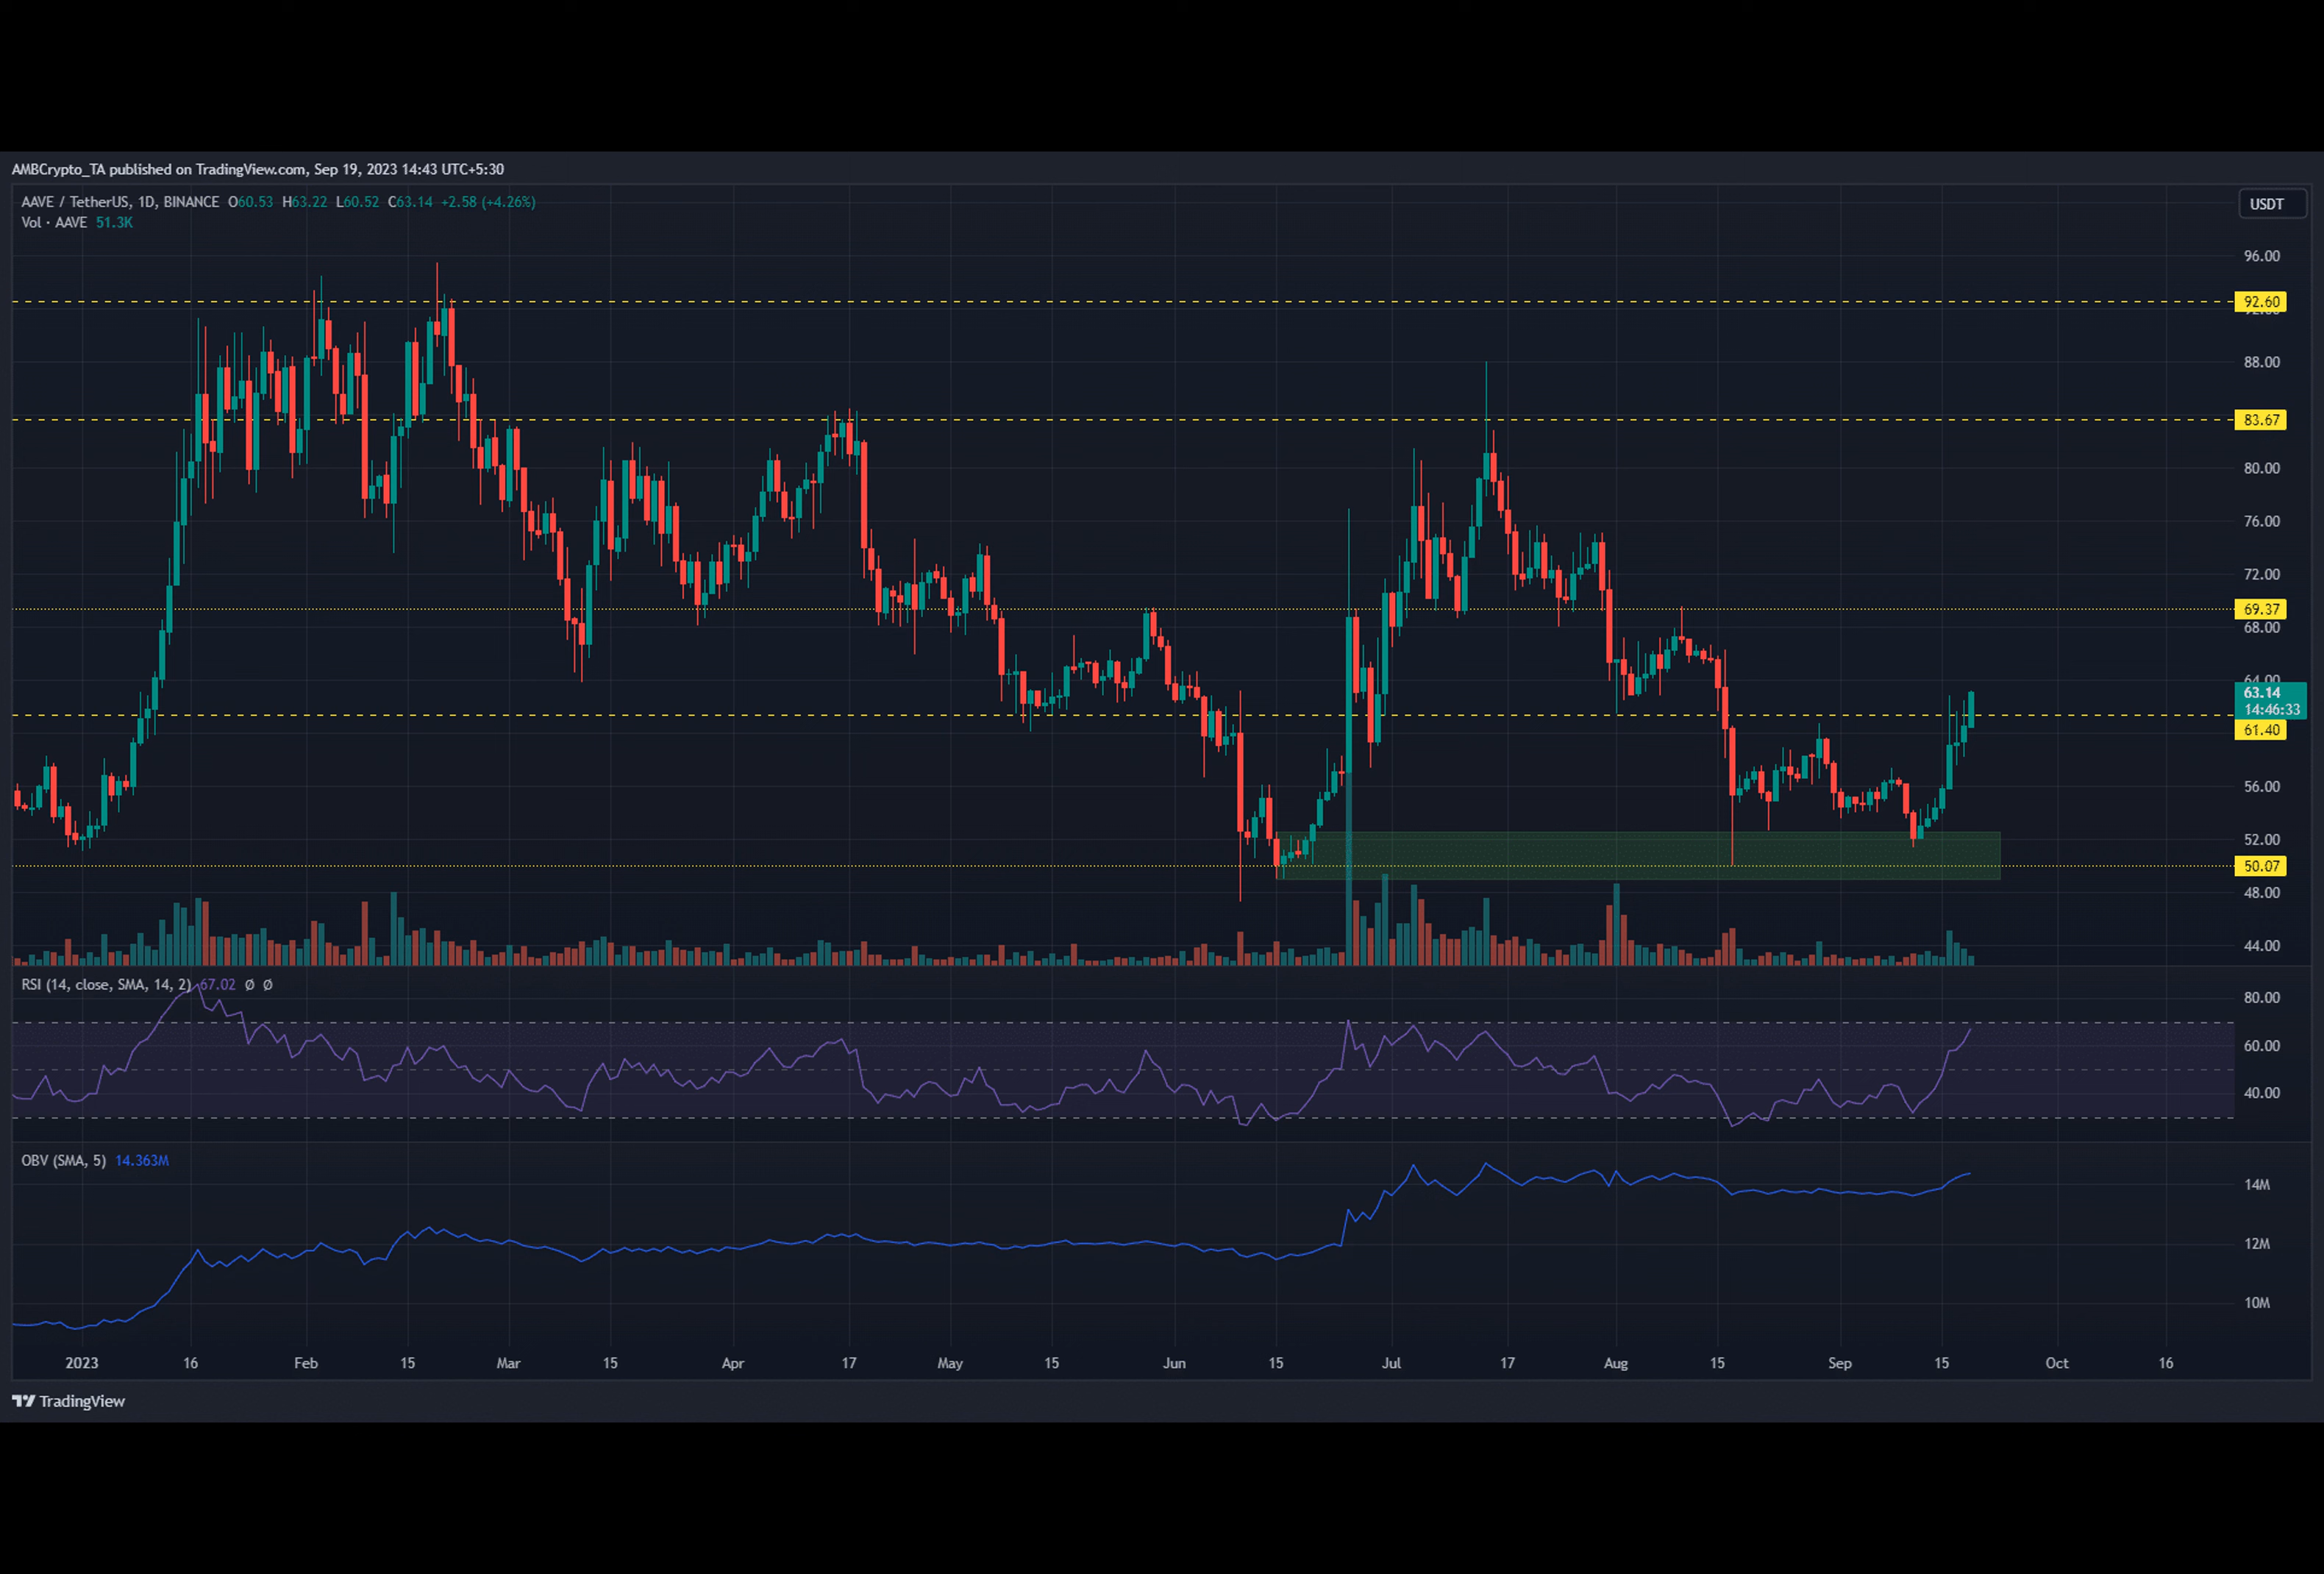 AMBCrypto_TA published on TradingView.com, Sep 19, 2023 14:43 UTC+5:30
AAVE / TetherUS, 1D, BINANCE O60.53 H63.22 L60.52 C63.14 +2.58 (+4.26%)
Vol · AAVE 51.3K
USDT
96.00
92.60
92.00
88.00
83.67
80.00
76.00
72.00
69.37
68.00
64.00
63.14
14:46:33
61.40
56.00
52.00
50.07
48.00
44.00
RSI (14, close, SMA, 14, 2) 67.02 Ø Ø
80.00
60.00
40.00
OBV (SMA, 5) 14.363M
14M
12M
10M
2023 16 Feb 15 Mar 15 Apr 17 May 15 Jun 15 Jul 17 Aug 15 Sep 15 Oct 16
TradingView